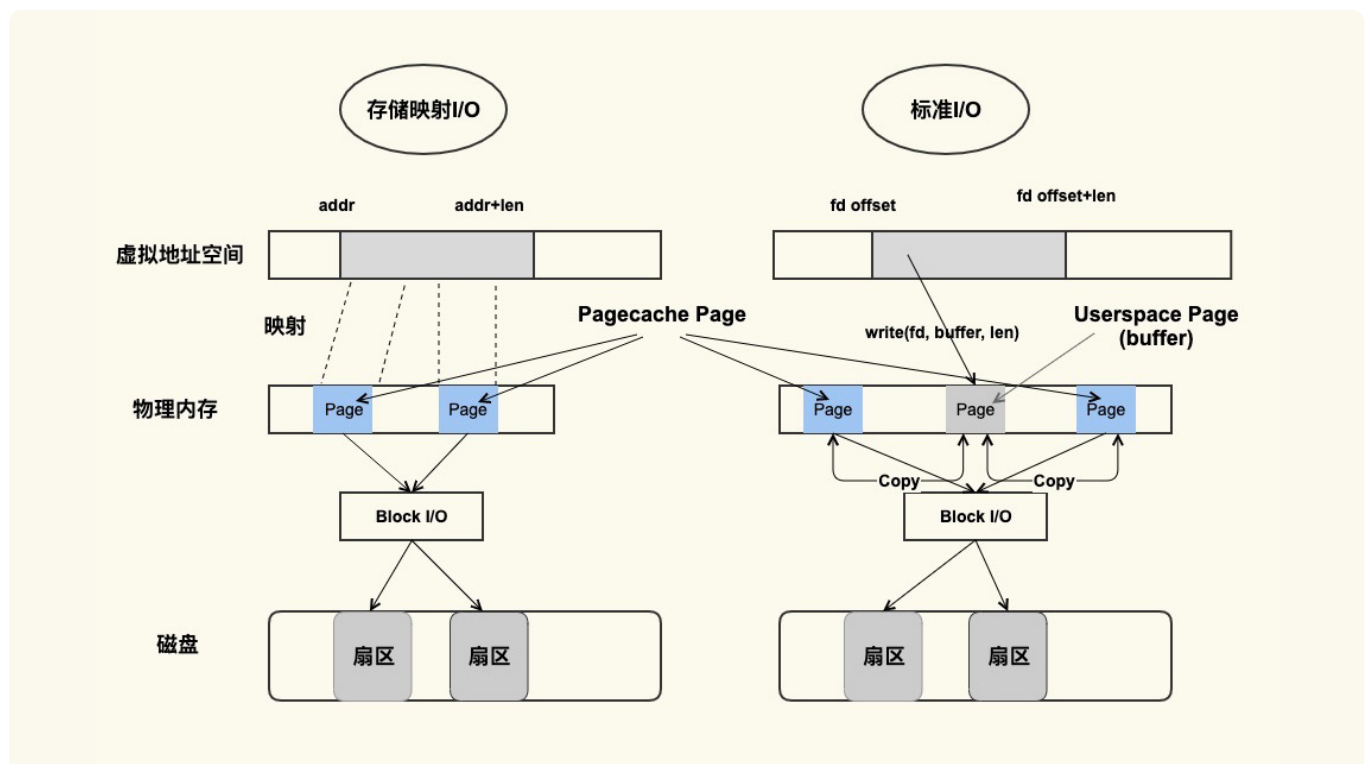 存储映射I/O
标准I/O
addr
addr+len
fd offset
fd offset+len
虚拟地址空间
映射
Pagecache Page
write(fd, buffer, len)
Userspace Page
(buffer)
物理内存
Page
Page
Page
Page
Page
Copy
Copy
Block I/O
Block I/O
磁盘
扇区
扇区
扇区
扇区